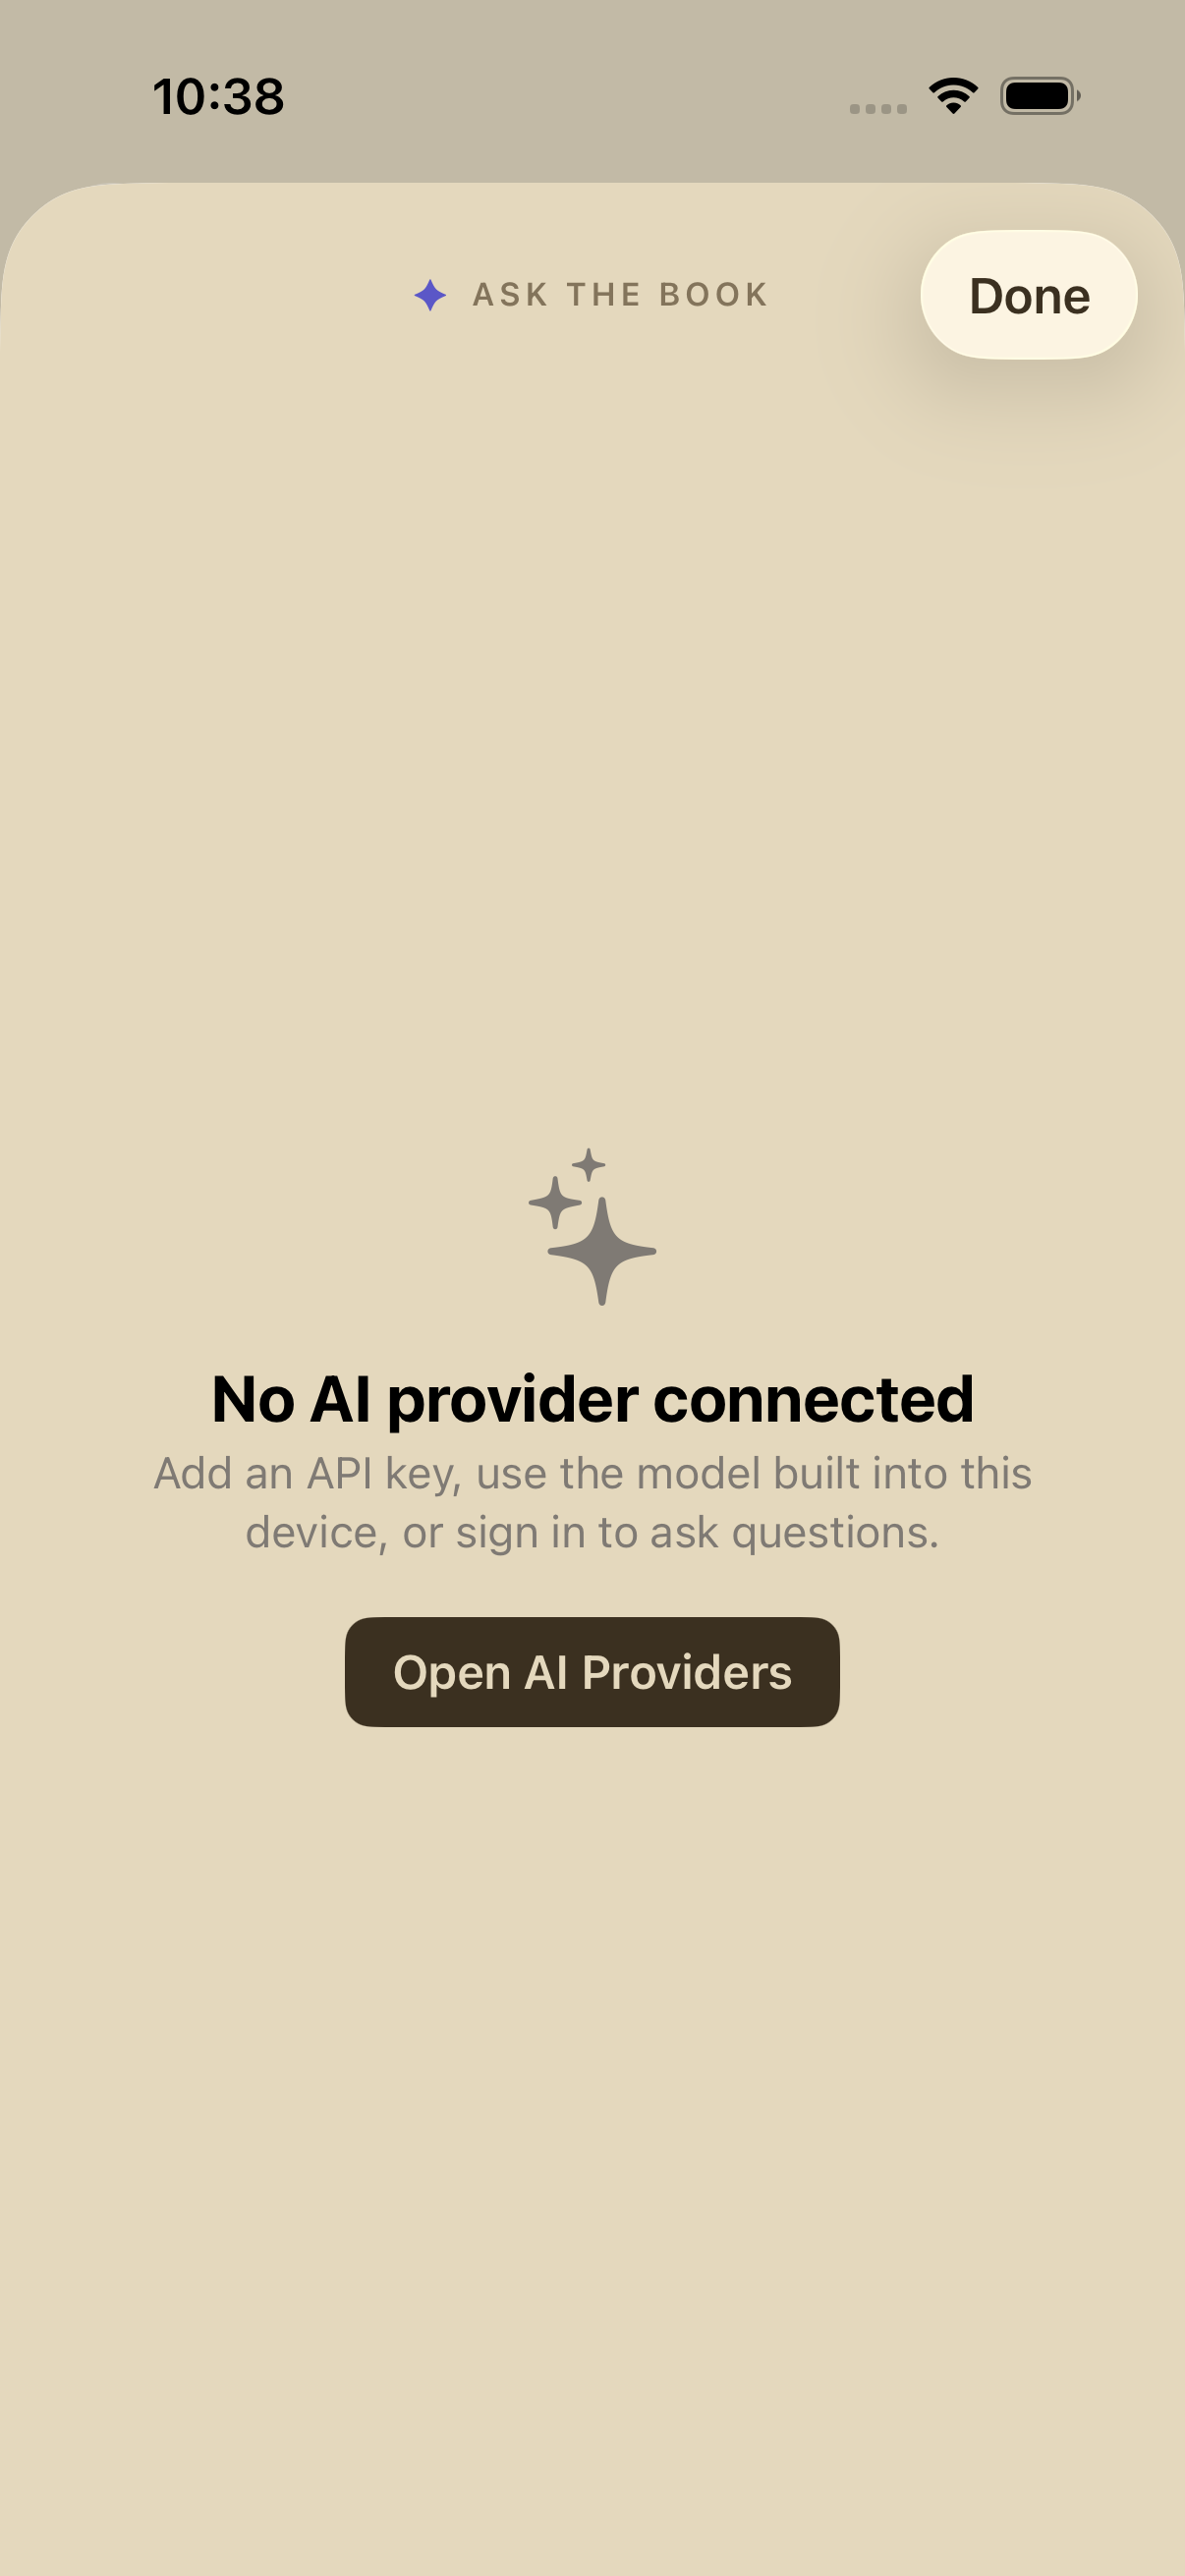 10:38
ASK THE BOOK
Done
No AI provider connected
Add an API key, use the model built into this
device, or sign in to ask questions.
Open AI Providers